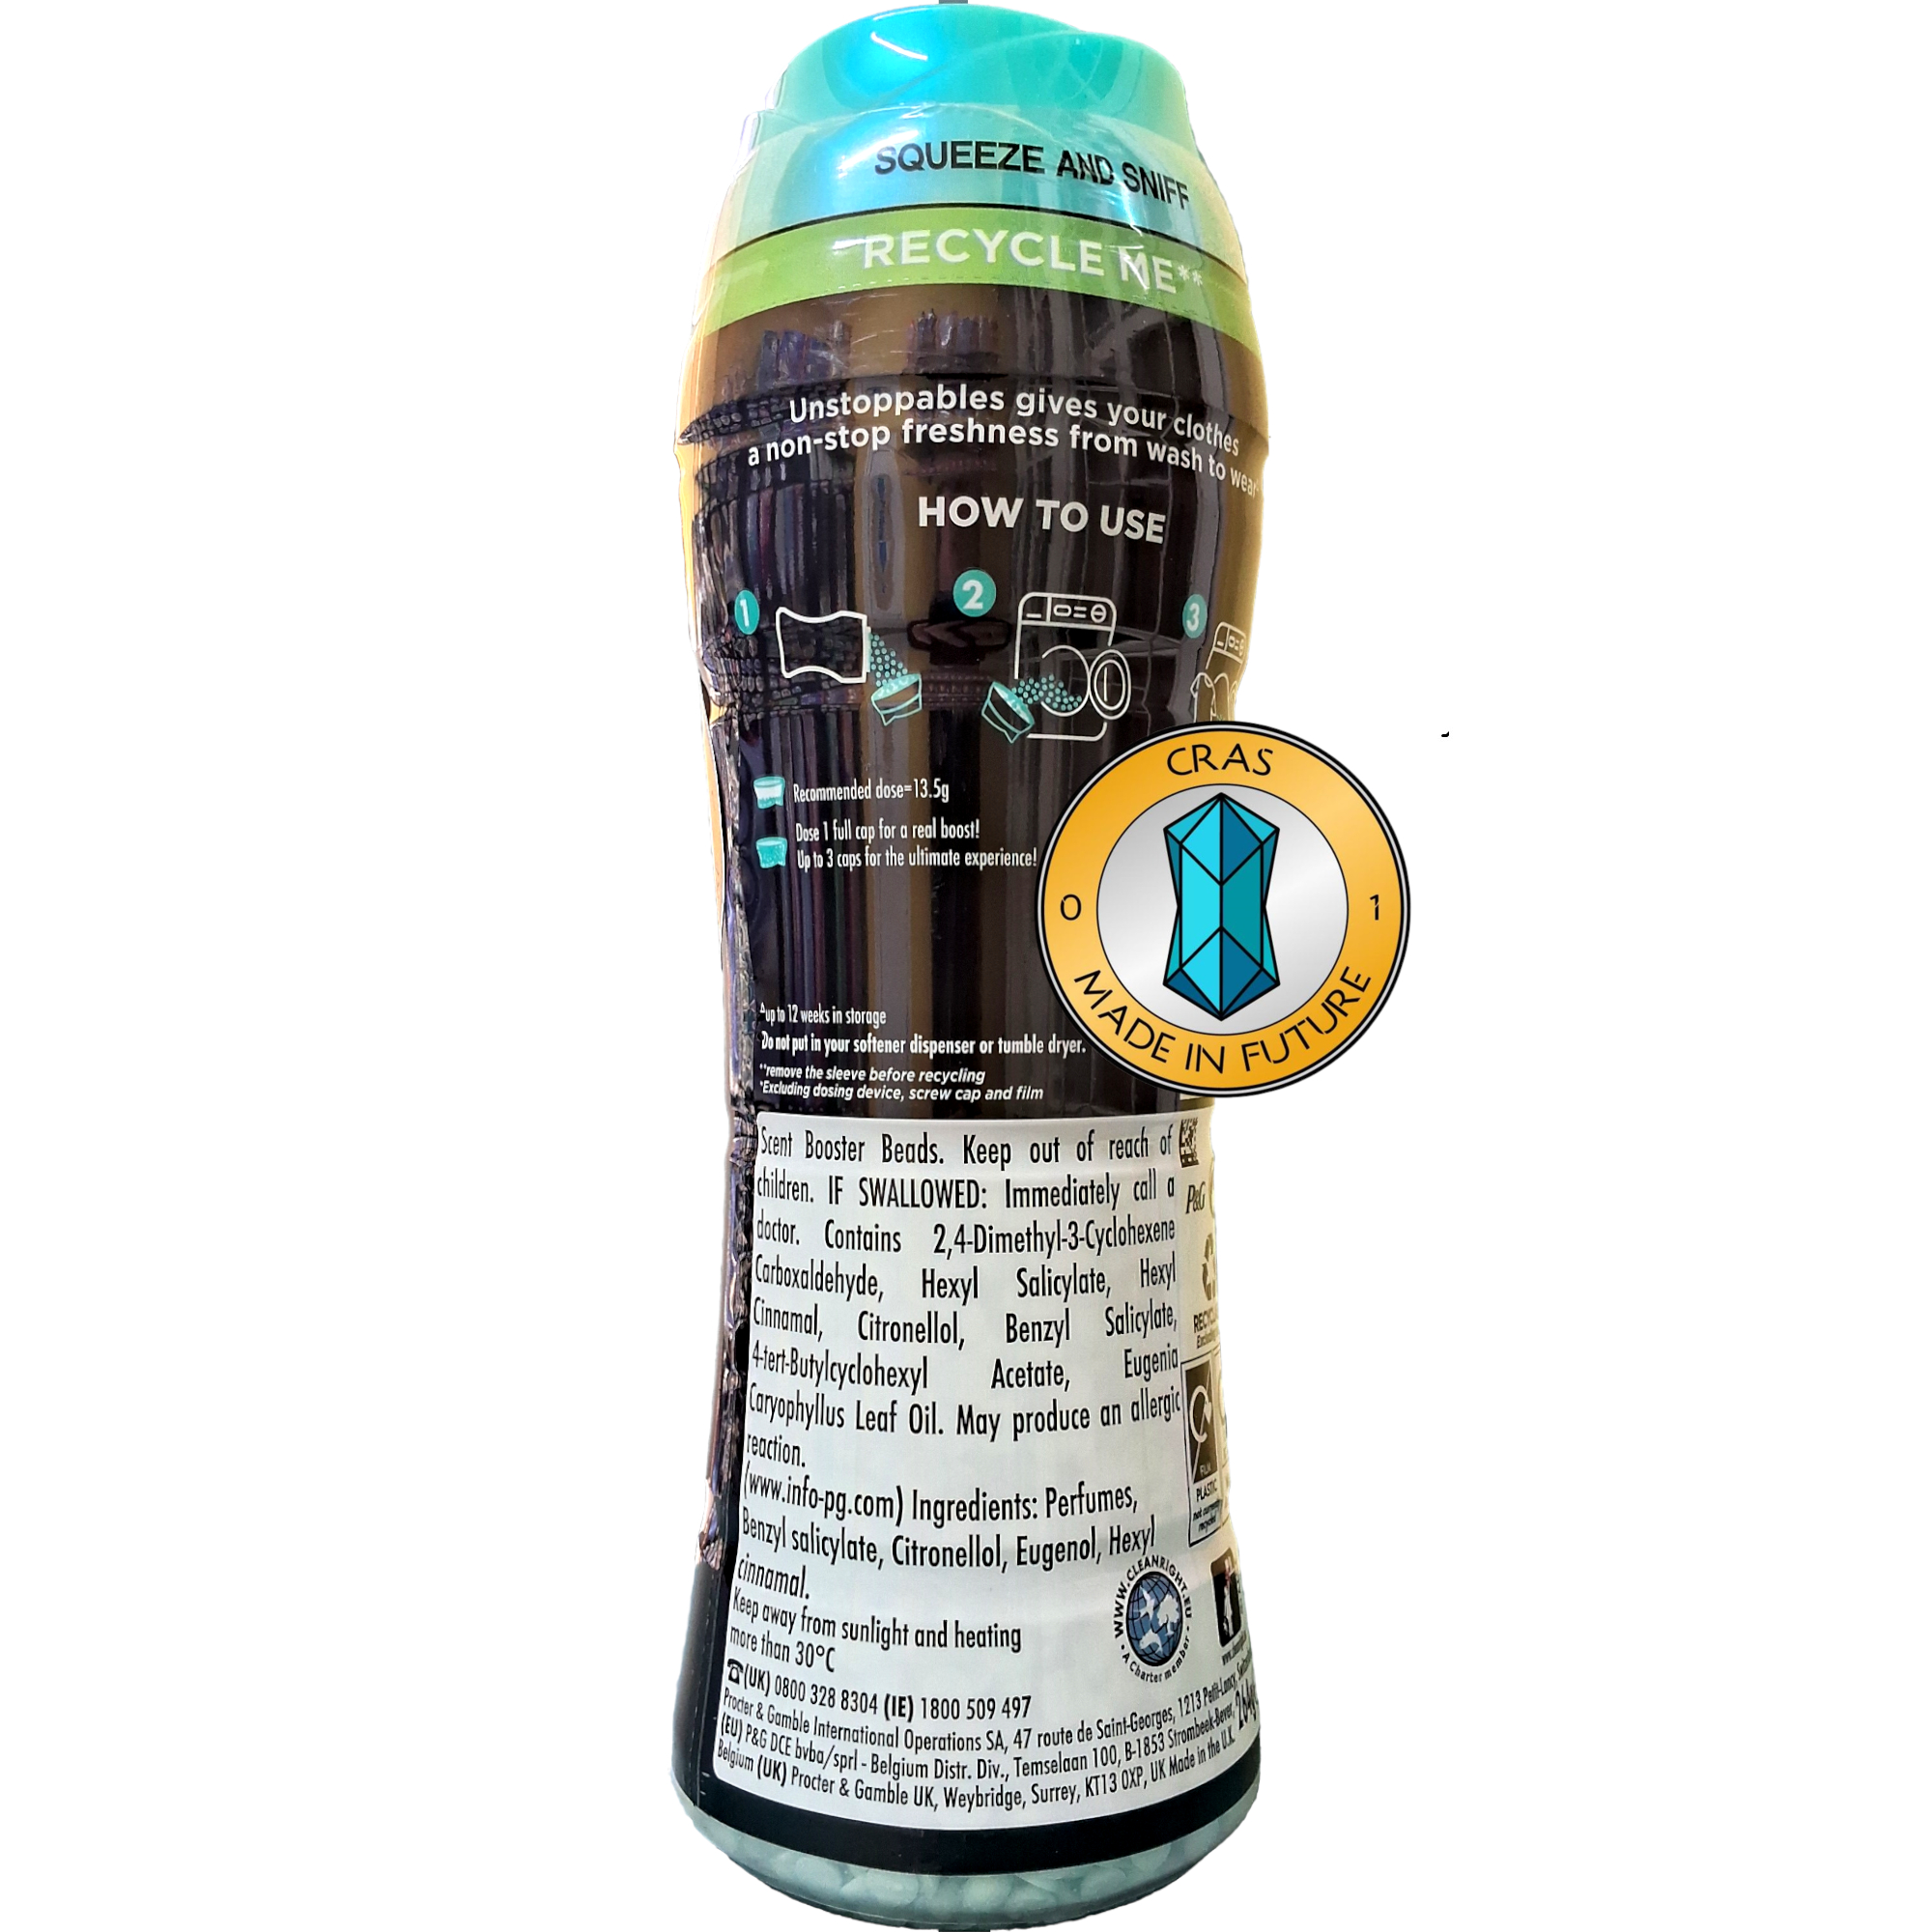 SQUEEZE AND SNIFF
RECYCLE ME**
Unstoppables gives your clothes
a non-stop freshness from wash to wear
HOW TO USE
1
2
3
Recommended dose=13.5g
Dose 1 full cap for a real boost!
Up to 3 caps for the ultimate experience!
CRAS
0 1
MADE IN FUTURE
^up to 12 weeks in storage
Do not put in your softener dispenser or tumble dryer.
**remove the sleeve before recycling
*Excluding dosing device, screw cap and film
Scent Booster Beads. Keep out of reach of
children. IF SWALLOWED: Immediately call a
doctor. Contains 2,4-Dimethyl-3-Cyclohexene
Carboxaldehyde, Hexyl Salicylate, Hexyl
Cinnamal, Citronellol, Benzyl Salicylate,
4-tert-Butylcyclohexyl Acetate, Eugenia
Caryophyllus Leaf Oil. May produce an allergic
reaction.
(www.info-pg.com) Ingredients: Perfumes,
Benzyl salicylate, Citronellol, Eugenol, Hexyl
cinnamal.
Keep away from sunlight and heating
more than 30°C
(UK) 0800 328 8304 (IE) 1800 509 497
Procter & Gamble International Operations SA, 47 route de Saint-Georges, 1213 Petit-Lancy,
(EU) P&G DCE bvba/sprl - Belgium Distr. Div., Temselaan 100, B-1853 Strombeek-Bever,
Belgium (UK) Procter & Gamble UK, Weybridge, Surrey, KT13 0XP, UK Made in the U.K.
264g
WWW.CLEANRIGHT.EU
A Charter member
P&G
FILM
PLASTIC